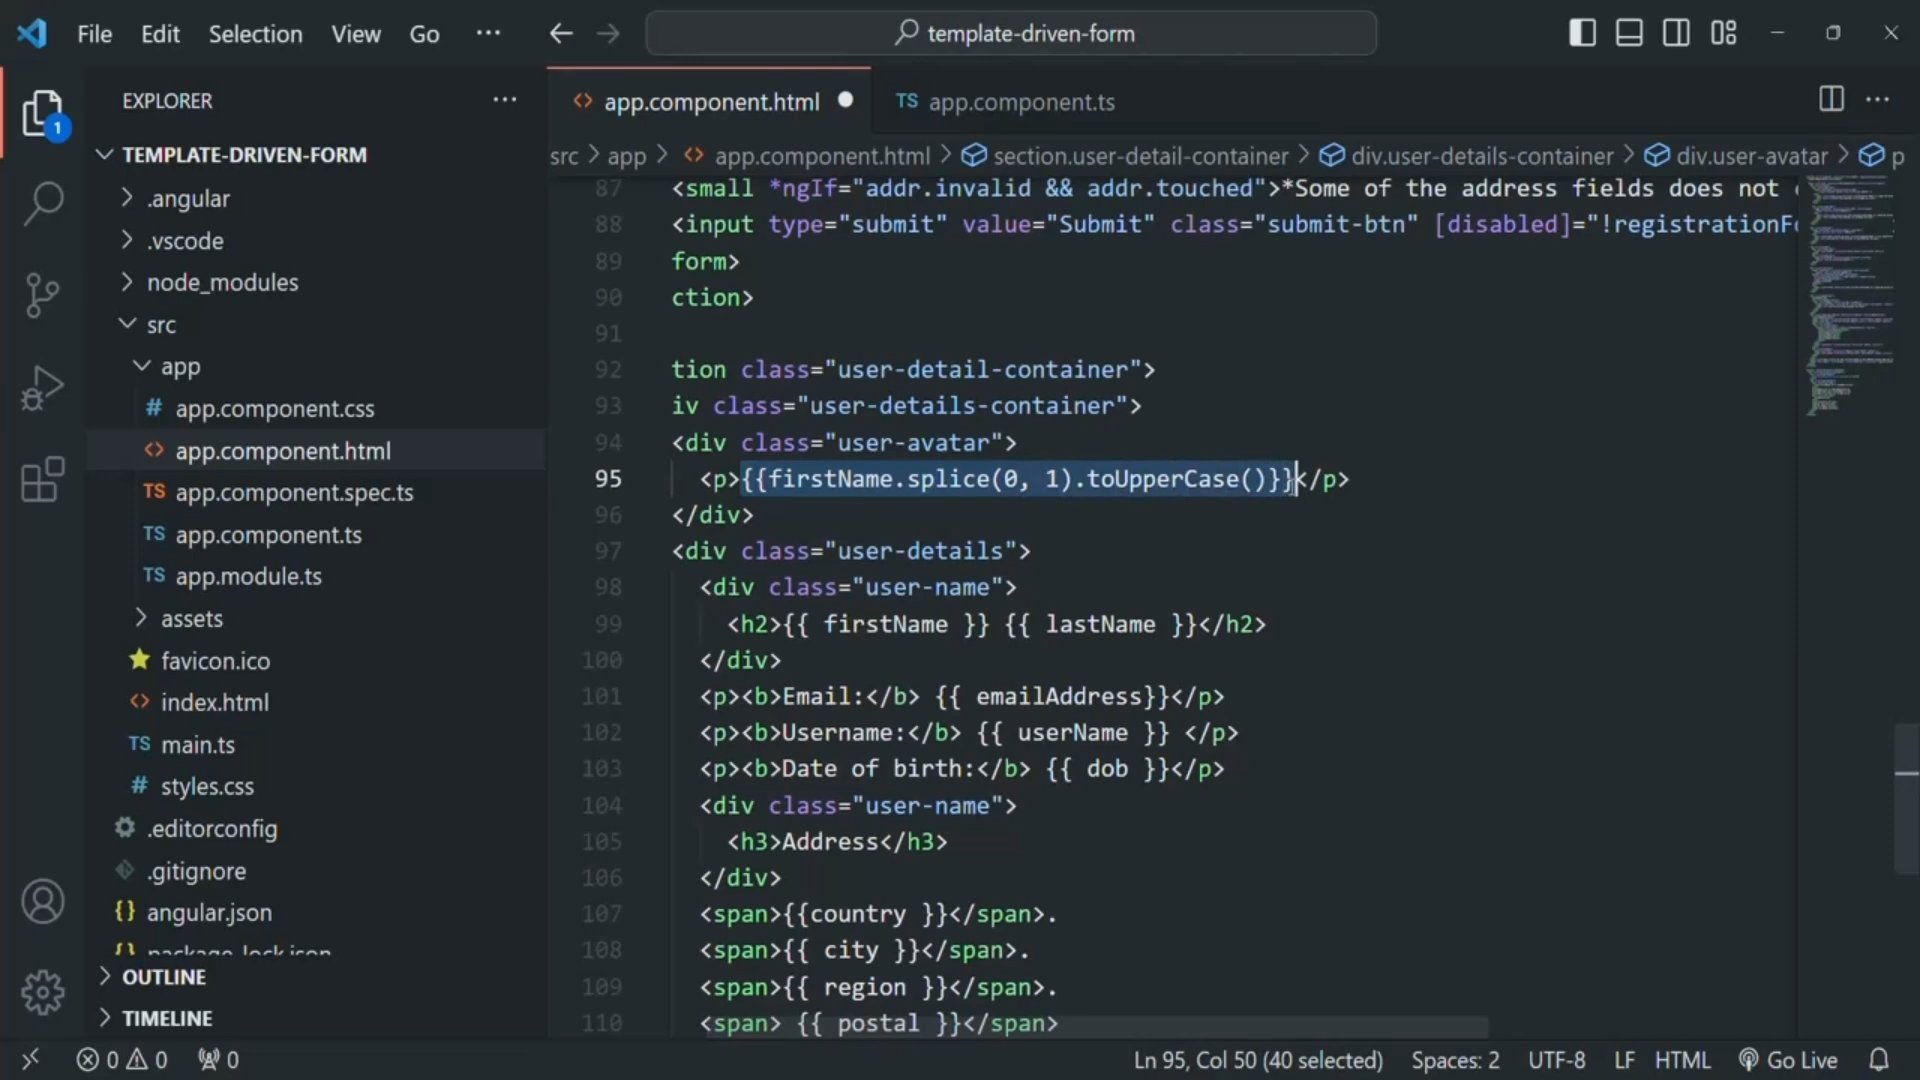 File Edit Selection View Go ··· template-driven-form
EXPLORER ···
TEMPLATE-DRIVEN-FORM
.angular
.vscode
node_modules
src
app
# app.component.css
<> app.component.html
TS app.component.spec.ts
TS app.component.ts
TS app.module.ts
assets
favicon.ico
<> index.html
TS main.ts
# styles.css
.editorconfig
.gitignore
{} angular.json
{} package-lock.json
OUTLINE
TIMELINE
1
<> app.component.html TS app.component.ts ···
src > app > <> app.component.html > section.user-detail-container > div.user-details-container > div.user-avatar > p
87 <small *ngIf="addr.invalid && addr.touched">*Some of the address fields does not
88 <input type="submit" value="Submit" class="submit-btn" [disabled]="!registrationF
89 form>
90 ction>
91
92 tion class="user-detail-container">
93 iv class="user-details-container">
94 <div class="user-avatar">
95 <p>{{firstName.splice(0, 1).toUpperCase()}}</p>
96 </div>
97 <div class="user-details">
98 <div class="user-name">
99 <h2>{{ firstName }} {{ lastName }}</h2>
100 </div>
101 <p><b>Email:</b> {{ emailAddress}}</p>
102 <p><b>Username:</b> {{ userName }} </p>
103 <p><b>Date of birth:</b> {{ dob }}</p>
104 <div class="user-name">
105 <h3>Address</h3>
106 </div>
107 <span>{{country }}</span>.
108 <span>{{ city }}</span>.
109 <span>{{ region }}</span>.
110 <span> {{ postal }}</span>
0 0 0 Ln 95, Col 50 (40 selected) Spaces: 2 UTF-8 LF HTML Go Live